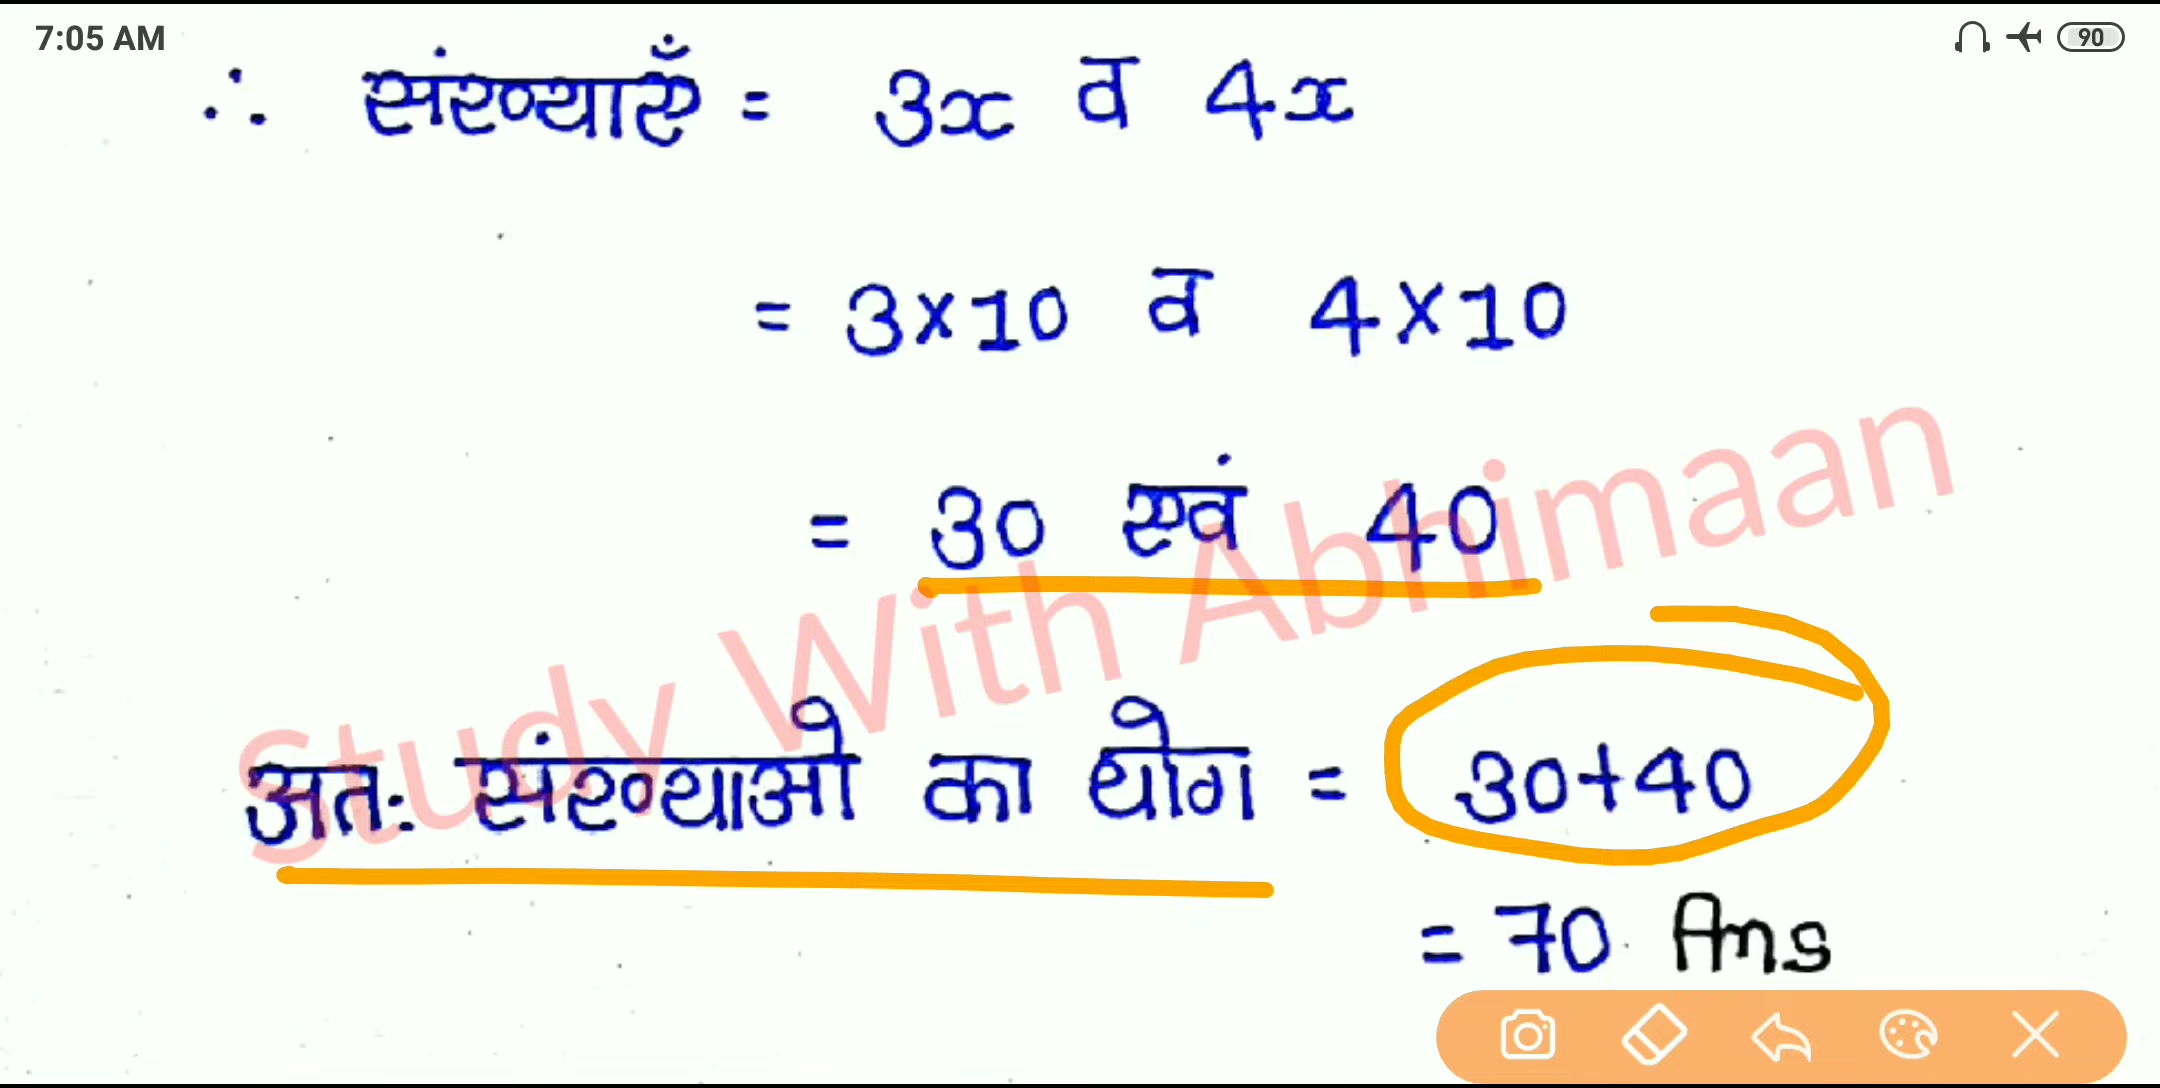 7:05 AM
90
∴ संख्याएँ = 3x व 4x
= 3×10 व 4×10
= 30 एवं 40
Study With Abhimaan
अतः संख्याओं का योग = 30+40
= 70 Ans